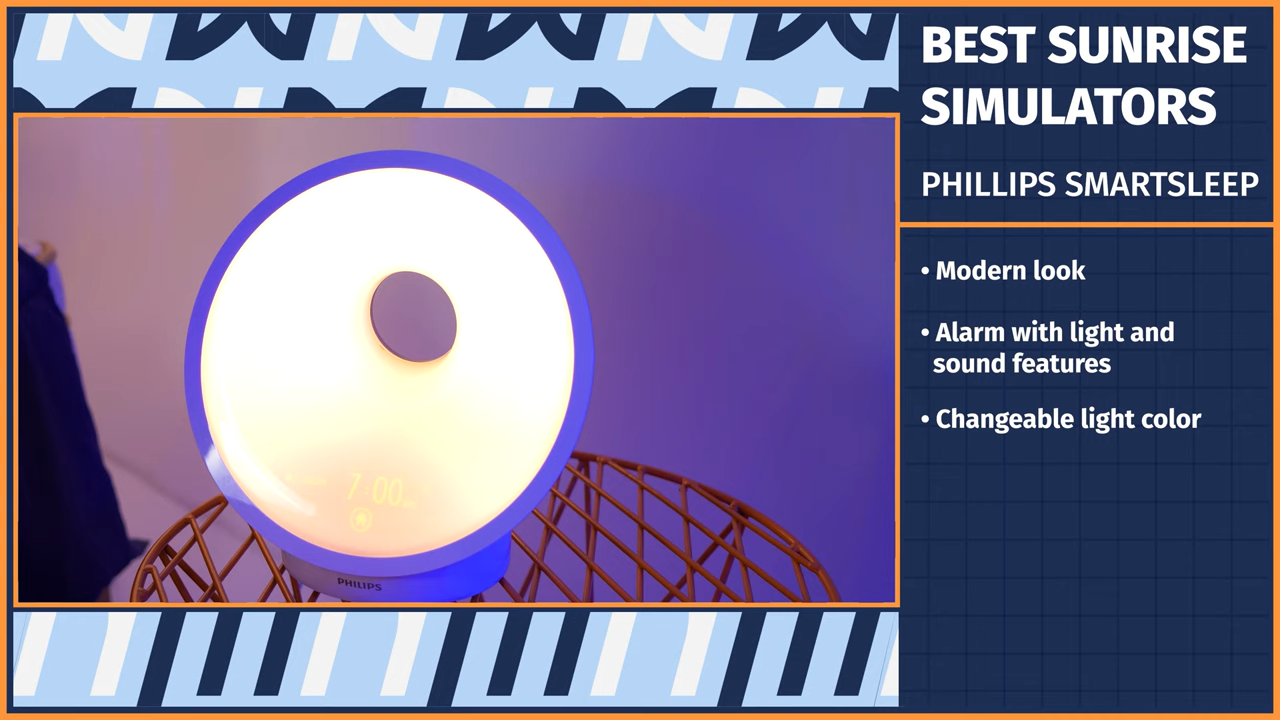 BEST SUNRISE
SIMULATORS
PHILLIPS SMARTSLEEP
• Modern look
• Alarm with light and
sound features
• Changeable light color
7:00
PHILIPS